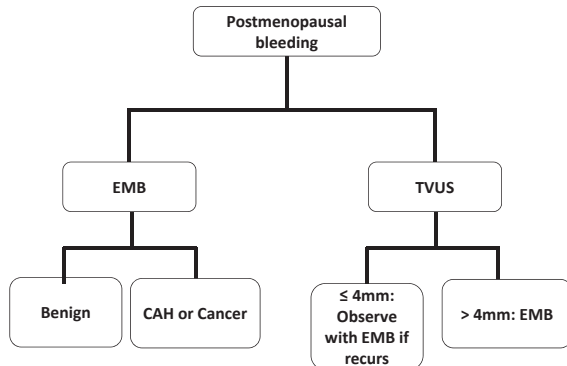 Postmenopausal
bleeding
EMB
TVUS
Benign
CAH or Cancer
≤ 4mm:
Observe
with EMB if
recurs
> 4mm: EMB